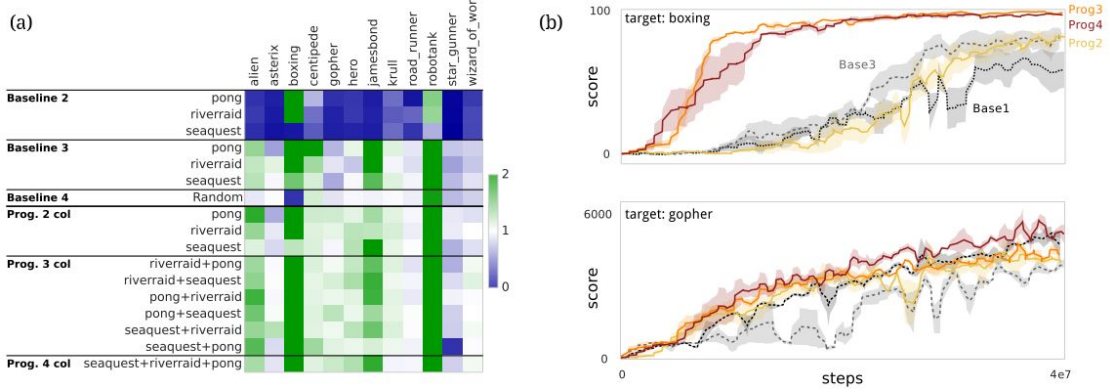 (a)
alien
asterix
boxing
centipede
gopher
hero
jamesbond
krull
road_runner
robotank
star_gunner
wizard_of_wor
Baseline 2
pong
riverraid
seaquest
Baseline 3
pong
riverraid
seaquest
Baseline 4
Random
Prog. 2 col
pong
riverraid
seaquest
Prog. 3 col
riverraid+pong
riverraid+seaquest
pong+riverraid
pong+seaquest
seaquest+riverraid
seaquest+pong
Prog. 4 col
seaquest+riverraid+pong
2
1
0
(b)
100
target: boxing
Prog3
Prog4
Prog2
Base3
Base1
score
0
6000
target: gopher
score
0
0
steps
4e7